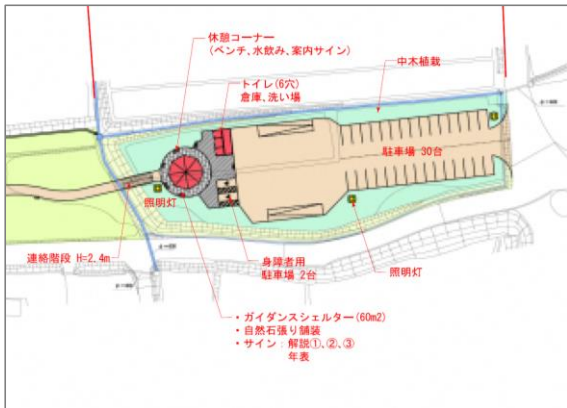 休憩コーナー
(ベンチ、水飲み、案内サイン)
トイレ(6穴)
倉庫、洗い場
中木植栽
駐車場 30台
照明灯
連絡階段 H=2.4m
身障者用
駐車場 2台
照明灯
・ガイダンスシェルター(60m2)
・自然石張り舗装
・サイン：解説①、②、③
年表